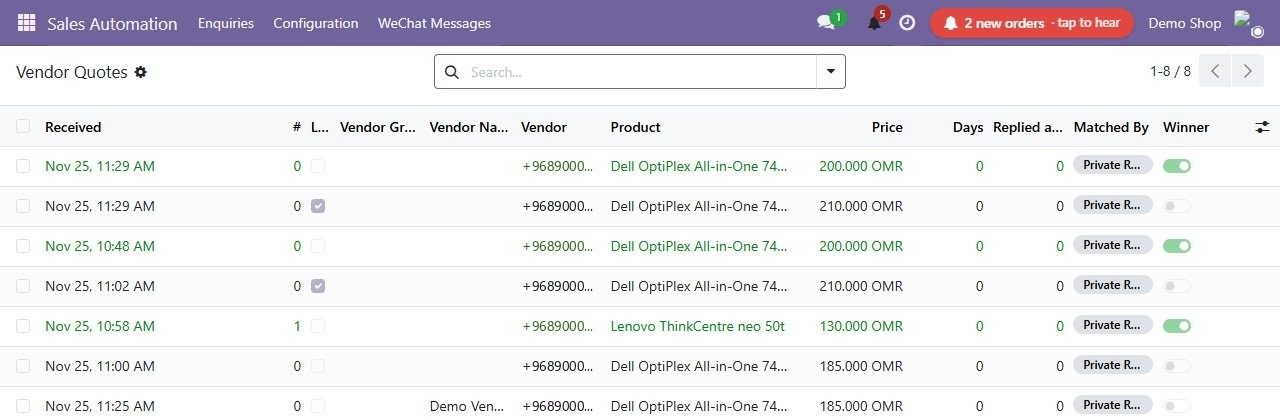 Sales Automation Enquiries Configuration WeChat Messages 1 5 2 new orders · tap to hear Demo Shop
Vendor Quotes Search... 1-8 / 8
Received # L... Vendor Gr... Vendor Na... Vendor Product Price Days Replied a... Matched By Winner
Nov 25, 11:29 AM 0 +9689000... Dell OptiPlex All-in-One 74... 200.000 OMR 0 0 Private R...
Nov 25, 11:29 AM 0 +9689000... Dell OptiPlex All-in-One 74... 210.000 OMR 0 0 Private R...
Nov 25, 10:48 AM 0 +9689000... Dell OptiPlex All-in-One 74... 200.000 OMR 0 0 Private R...
Nov 25, 11:02 AM 0 +9689000... Dell OptiPlex All-in-One 74... 210.000 OMR 0 0 Private R...
Nov 25, 10:58 AM 1 +9689000... Lenovo ThinkCentre neo 50t 130.000 OMR 0 0 Private R...
Nov 25, 11:00 AM 0 +9689000... Dell OptiPlex All-in-One 74... 185.000 OMR 0 0 Private R...
Nov 25, 11:25 AM 0 Demo Ven... +9689000... Dell OptiPlex All-in-One 74... 185.000 OMR 0 0 Private R...